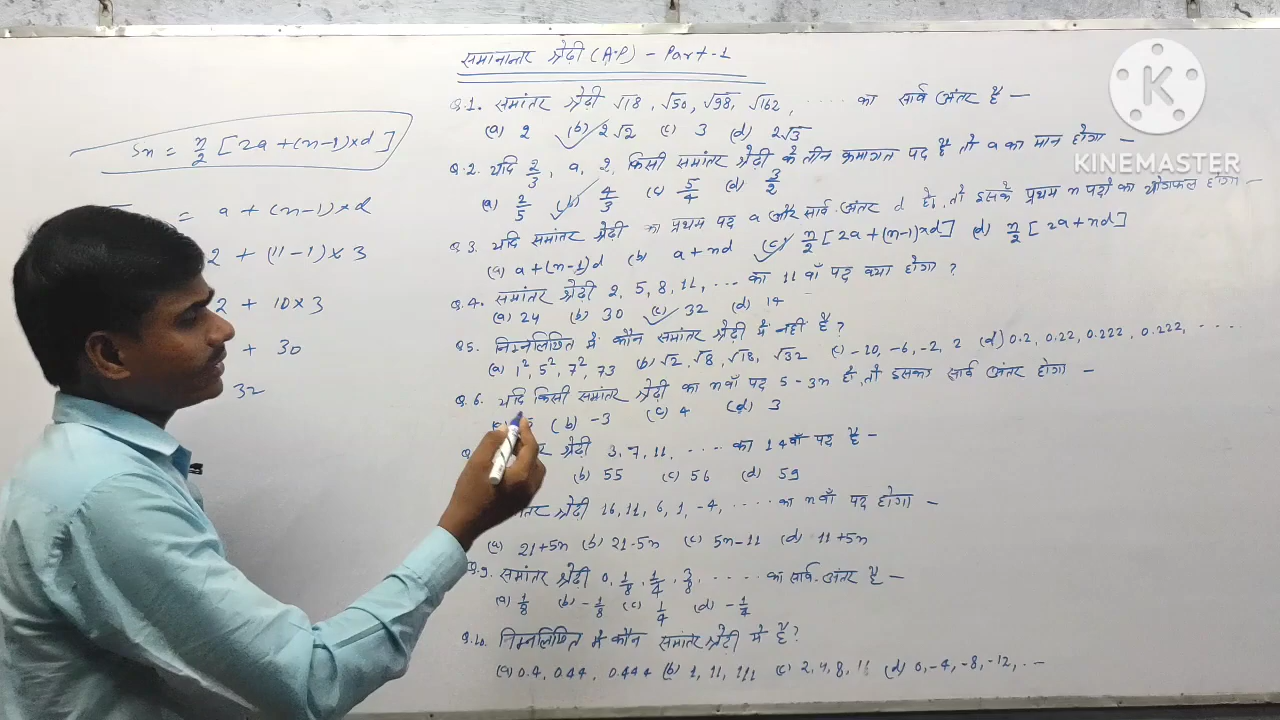 समानान्तर श्रेढ़ी (A.P) - Part-1
Q.1. समांतर श्रेढ़ी √18, √50, √98, √162, ..... का सार्व अंतर है -
(a) 2 (b) 2√2 (c) 3 (d) 2√3
Q.2. यदि 2/3, a, 2, किसी समांतर श्रेढ़ी के तीन क्रमागत पद है तो a का मान होगा -
(a) 2/5 (b) 4/3 (c) 5/4 (d) 3/2
Q.3. यदि समांतर श्रेढ़ी का प्रथम पद a और सार्व-अंतर d हो, तो इसके प्रथम n पदों का योगफल होगा -
(a) a+(n-1)d (b) a+nd (c) n/2 [2a+(n-1)×d] (d) n/2 [2a+nd]
Q.4. समांतर श्रेढ़ी 2, 5, 8, 11, ... का 11 वाँ पद क्या होगा ?
(a) 24 (b) 30 (c) 32 (d) 14
Q5. निम्नलिखित में कौन समांतर श्रेढ़ी में नहीं है ?
(a) 1², 5², 7², 73 (b) √2, √8, √18, √32 (c) -10, -6, -2, 2 (d) 0.2, 0.22, 0.222, 0.222, ....
Q.6. यदि किसी समांतर श्रेढ़ी का nवाँ पद 5-3n हो, तो इसका सार्व अंतर होगा -
(b) -3 (c) 4 (d) 3
श्रेढ़ी 3, 7, 11, .... का 14वाँ पद है -
(b) 55 (c) 56 (d) 59
श्रेढ़ी 16, 11, 6, 1, -4, ..... का nवाँ पद होगा -
(a) 21+5n (b) 21-5n (c) 5n-11 (d) 11+5n
Q.9. समांतर श्रेढ़ी 0, 1/8, 1/4, 3/8, ..... का सार्व-अंतर है -
(a) 1/8 (b) -1/8 (c) 1/4 (d) -1/4
Q.10. निम्नलिखित में कौन समांतर श्रेढ़ी में है ?
(a) 0.4, 0.44, 0.444 (b) 1, 11, 111 (c) 2, 4, 8, 16 (d) 0, -4, -8, -12, ...
Sn = n/2 [2a+(n-1)×d]
= a+(n-1)×d
2 + (11-1)×3
2 + 10×3
+ 30
32
KINEMASTER